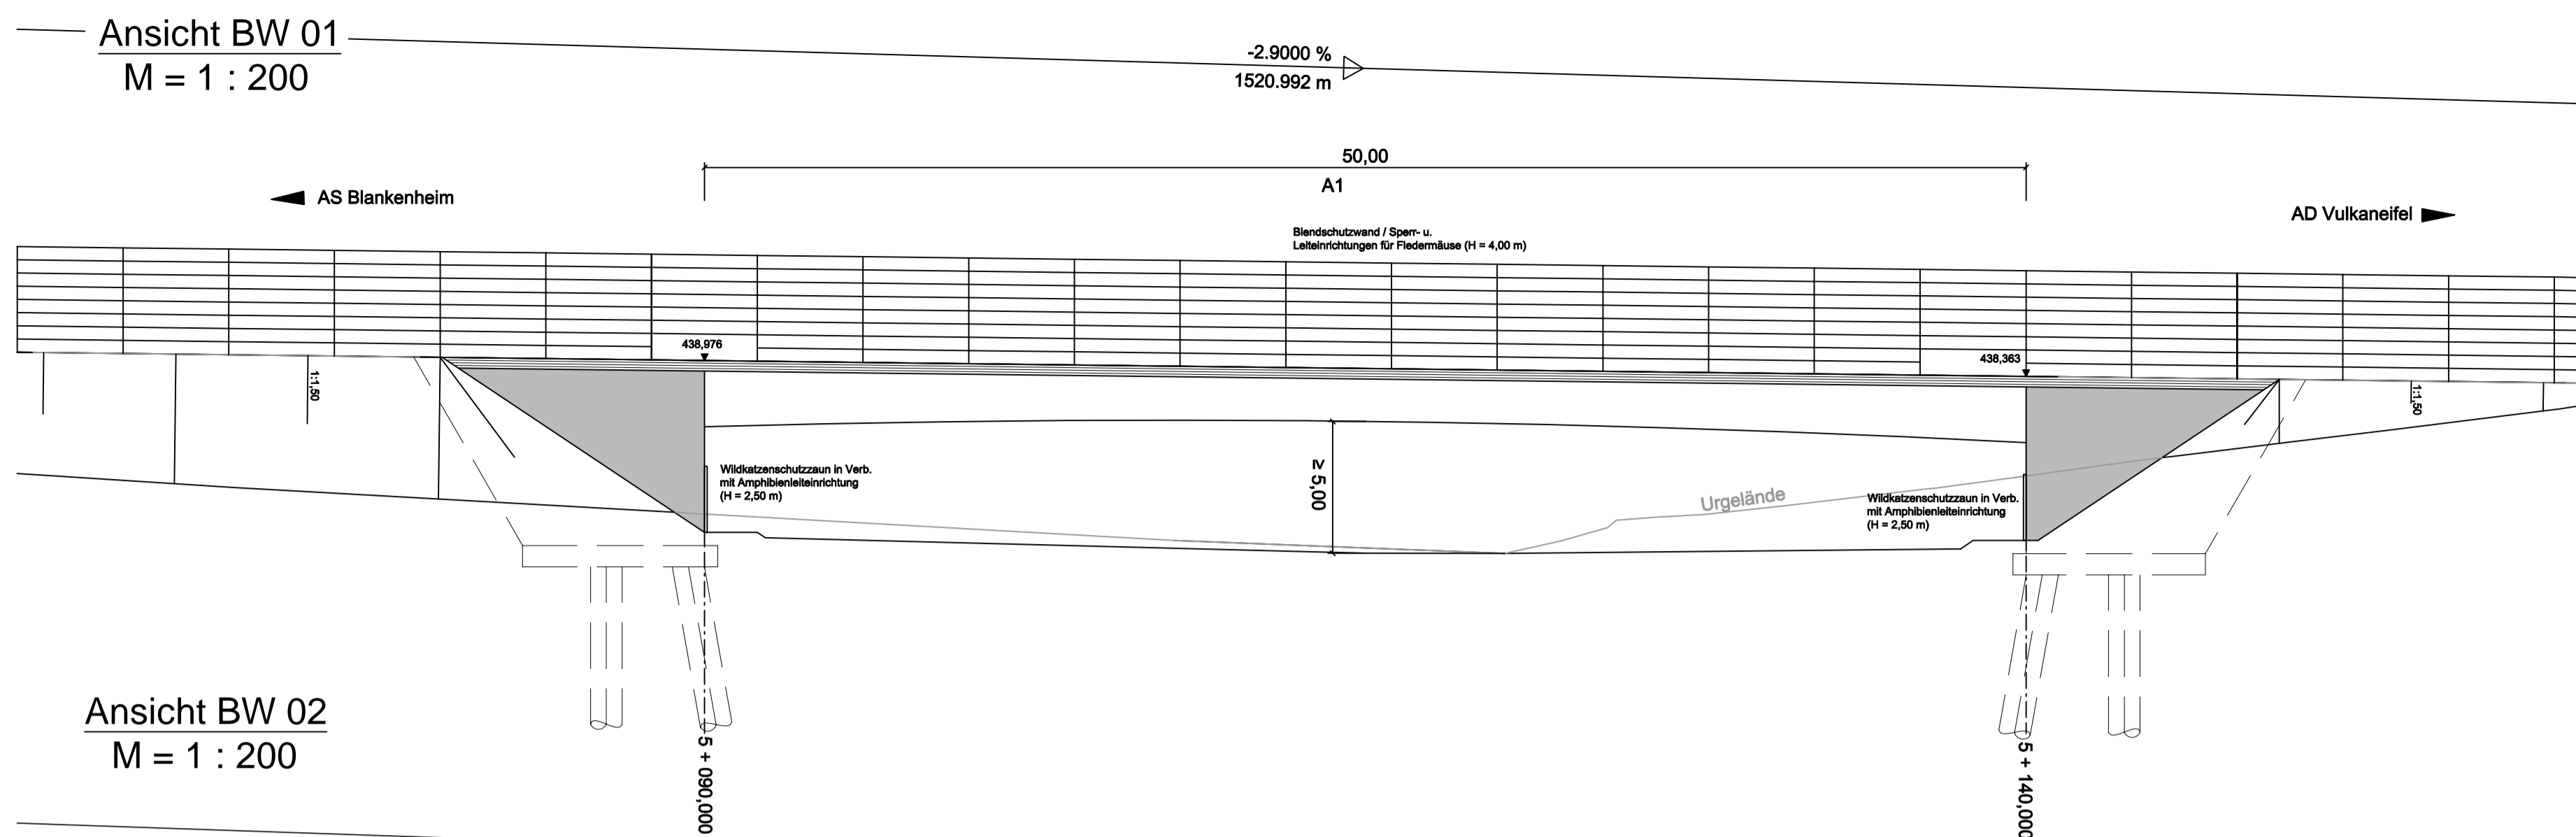 Ansicht BW 01
M = 1 : 200
-2.9000 %
1520.992 m
50,00
A1
AS Blankenheim
AD Vulkaneifel
Blendschutzwand / Sperr- u.
Leiteinrichtungen für Fledermäuse (H = 4,00 m)
438,976
438,363
1:1,50
1:1,50
Wildkatzenschutzzaun in Verb.
mit Amphibienleiteinrichtung
(H = 2,50 m)
≥ 5,00
Urgelände
Wildkatzenschutzzaun in Verb.
mit Amphibienleiteinrichtung
(H = 2,50 m)
Ansicht BW 02
M = 1 : 200
5 + 090,000
5 + 140,000